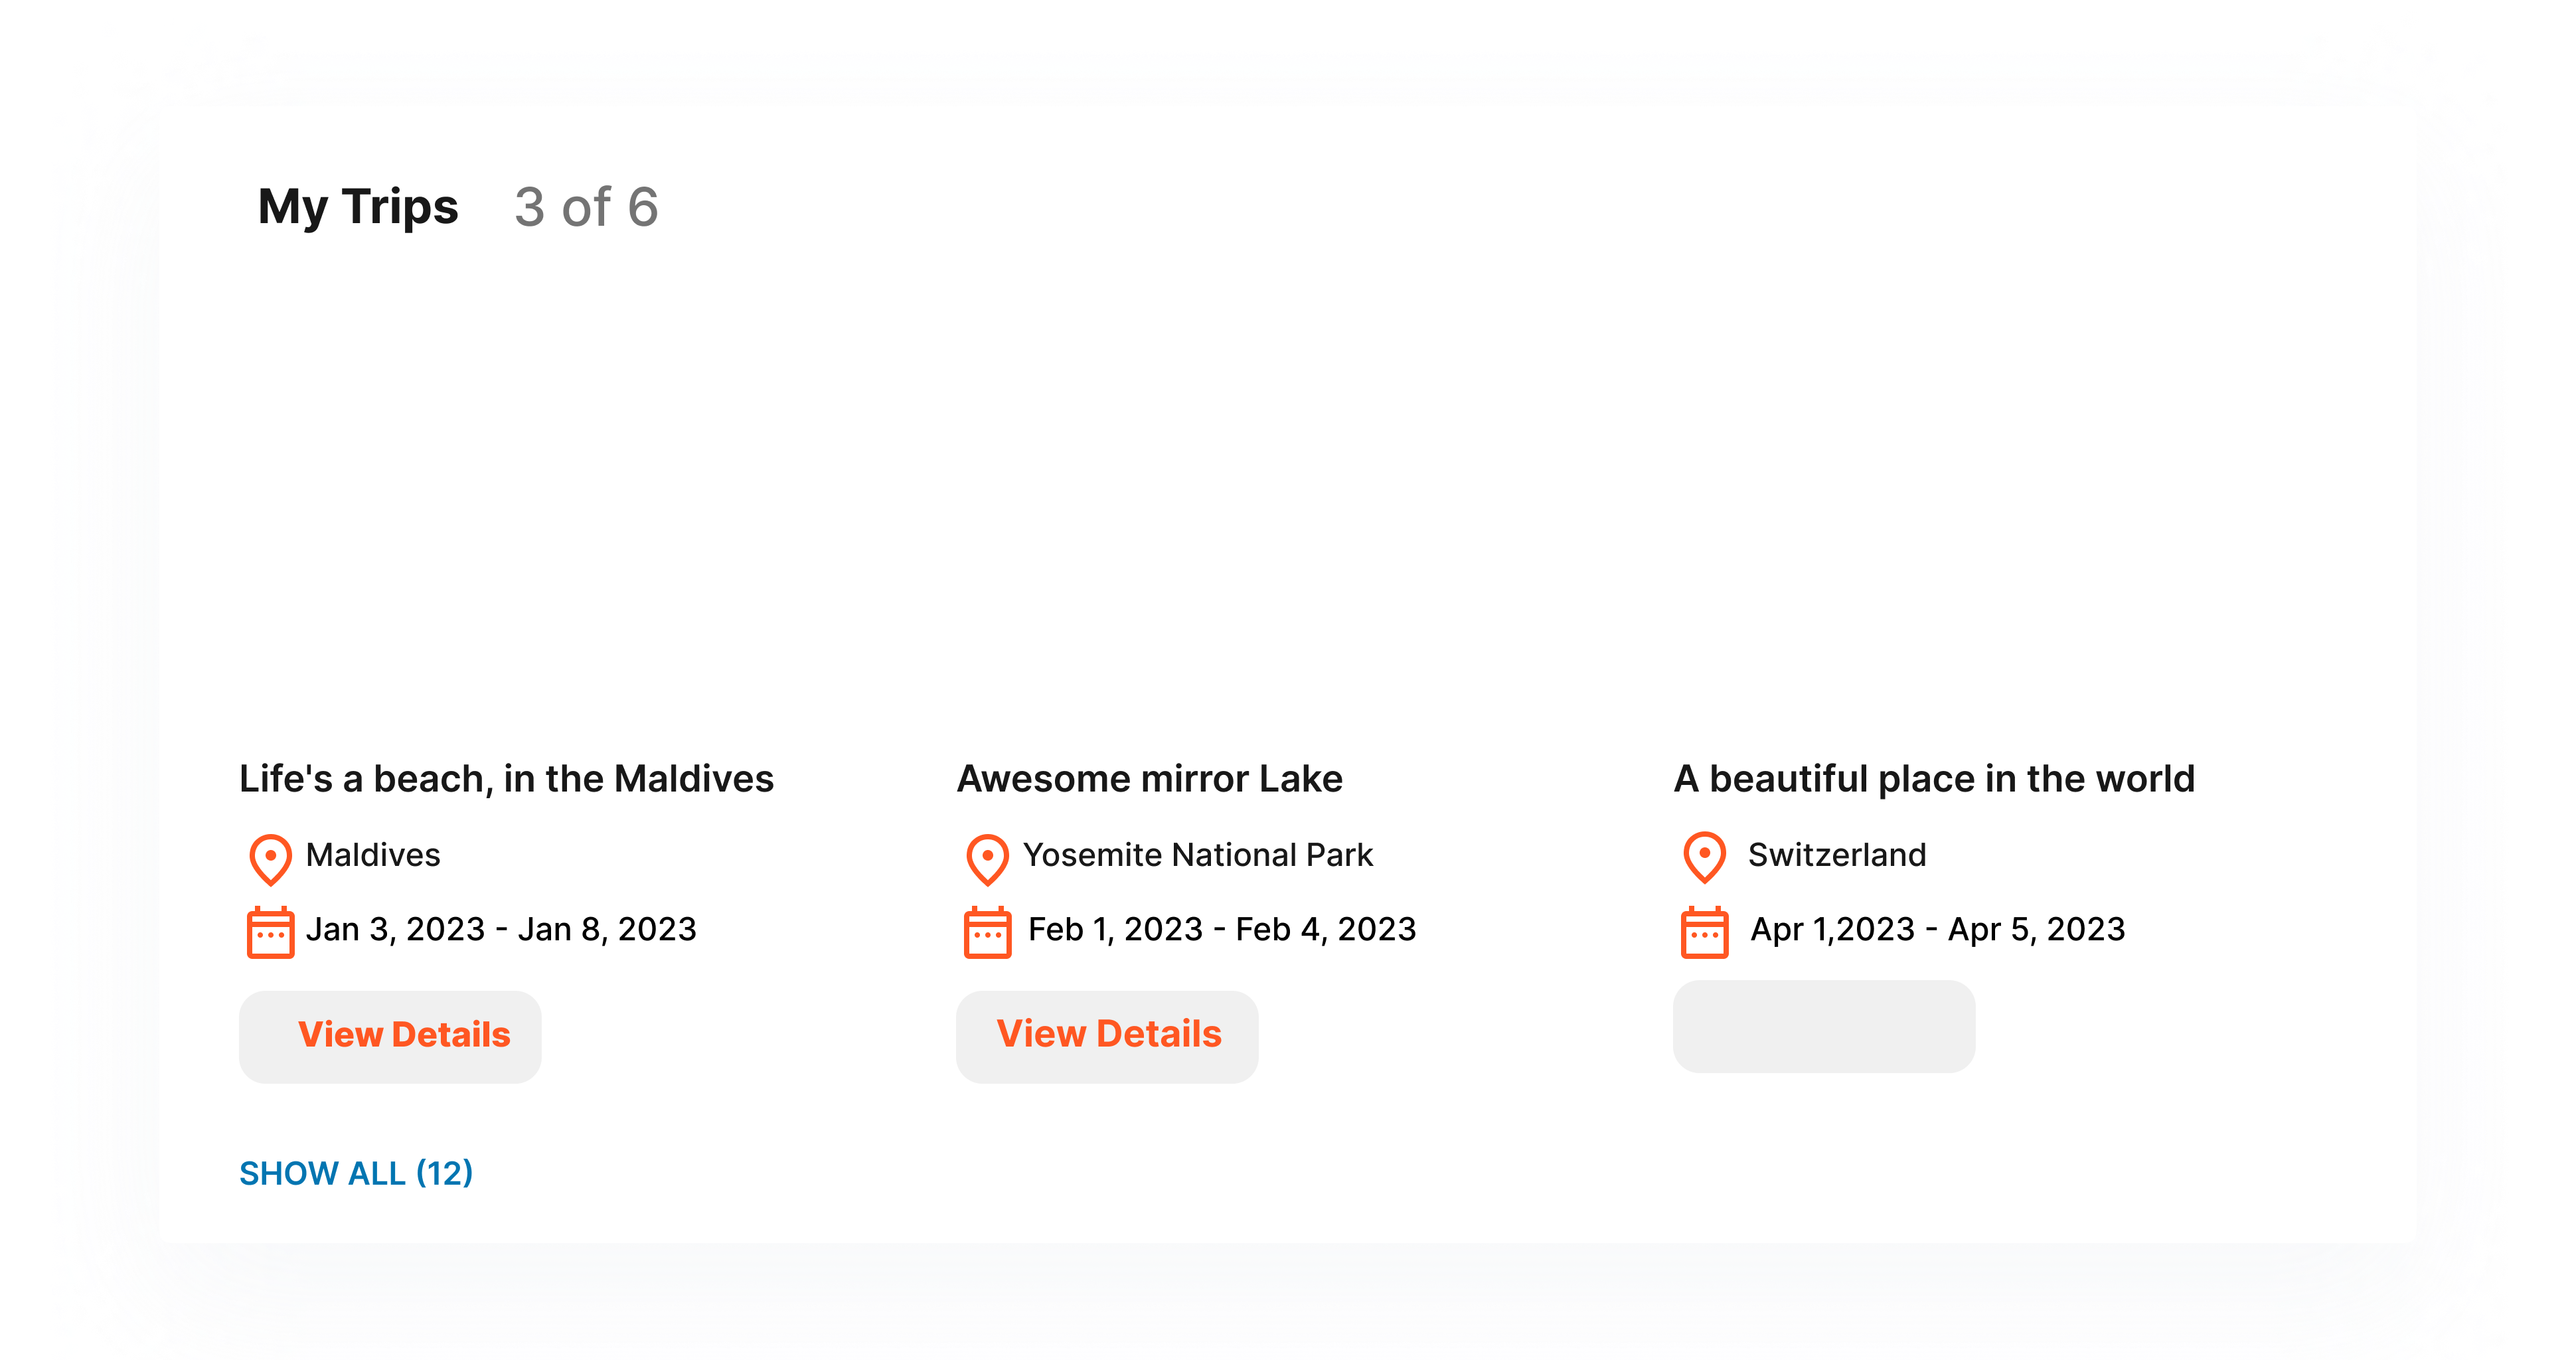 My Trips 3 of 6
Life's a beach, in the Maldives
Maldives
Jan 3, 2023 - Jan 8, 2023
View Details
Awesome mirror Lake
Yosemite National Park
Feb 1, 2023 - Feb 4, 2023
View Details
A beautiful place in the world
Switzerland
Apr 1,2023 - Apr 5, 2023
SHOW ALL (12)